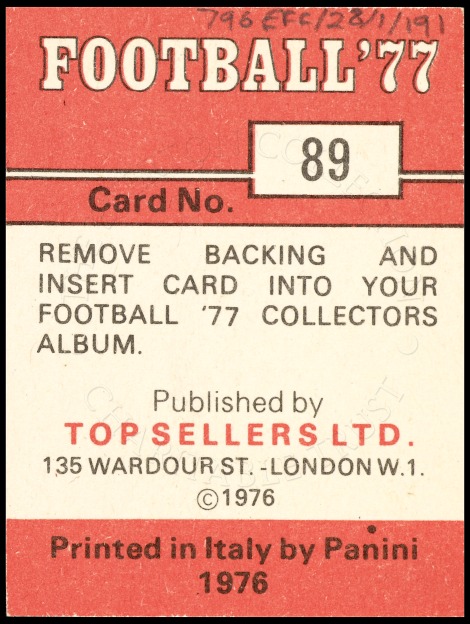 796 EFC/28/1/191
FOOTBALL '77
89
Card No.
REMOVE BACKING AND
INSERT CARD INTO YOUR
FOOTBALL '77 COLLECTORS
ALBUM.
Published by
TOP SELLERS LTD.
135 WARDOUR ST. - LONDON W.1.
©1976
Printed in Italy by Panini
1976